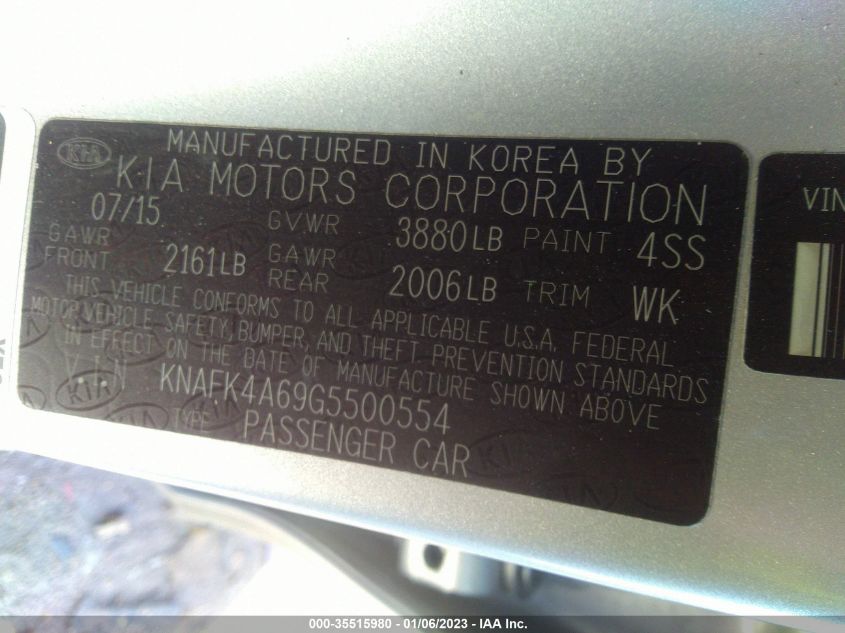 KIA MANUFACTURED IN KOREA BY
KIA MOTORS CORPORATION
07/15 GVWR 3880LB PAINT 4SS
GAWR FRONT 2161LB GAWR REAR 2006LB TRIM WK
THIS VEHICLE CONFORMS TO ALL APPLICABLE U.S.A. FEDERAL
MOTOR VEHICLE SAFETY, BUMPER, AND THEFT PREVENTION STANDARDS
IN EFFECT ON THE DATE OF MANUFACTURE SHOWN ABOVE
V.I.N KNAFK4A69G5500554
TYPE PASSENGER CAR
VIN
000-35515980 - 01/06/2023 - IAA Inc.